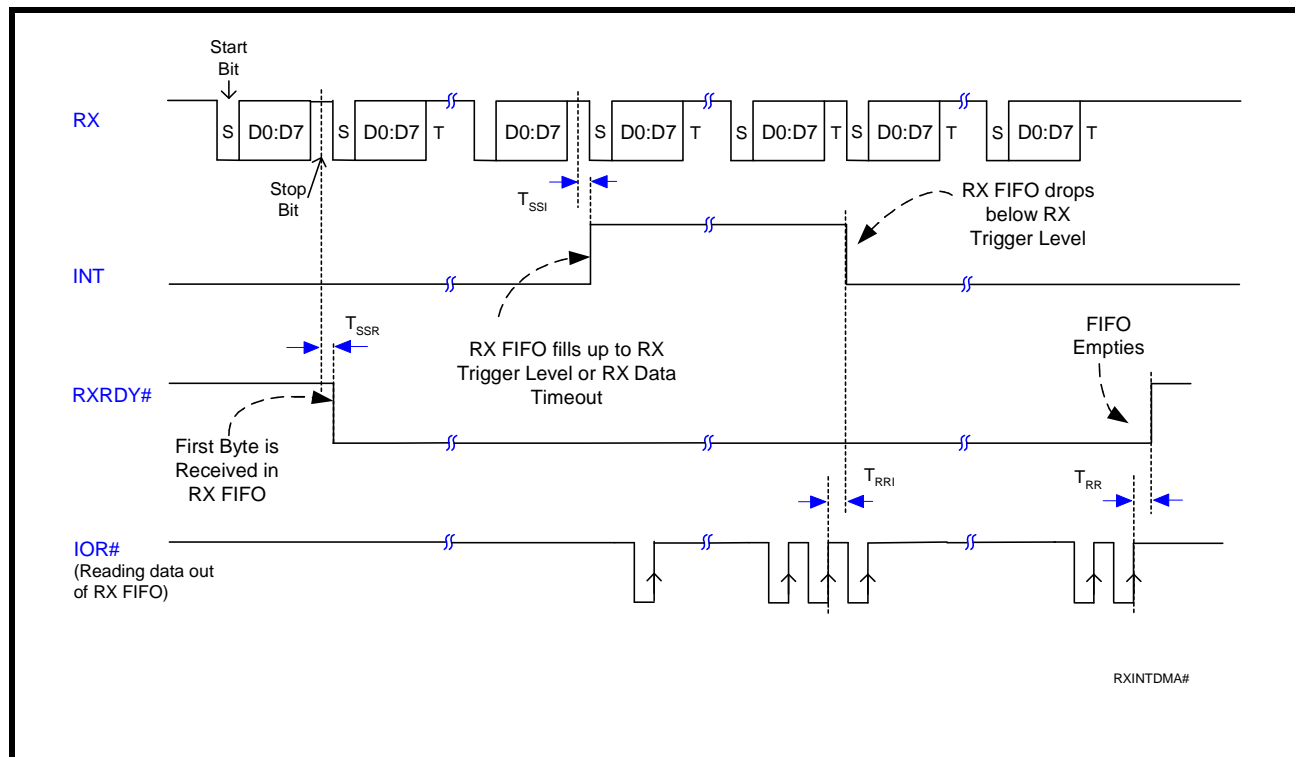 Start
Bit
RX
S D0:D7 S D0:D7 T D0:D7 S D0:D7 T S D0:D7 T S D0:D7 T S D0:D7 T
Stop
Bit
TSSI
RX FIFO drops
below RX
Trigger Level
INT
TSSR
RX FIFO fills up to RX
Trigger Level or RX Data
Timeout
FIFO
Empties
RXRDY#
First Byte is
Received in
RX FIFO
TRRI
TRR
IOR#
(Reading data out
of RX FIFO)
RXINTDMA#